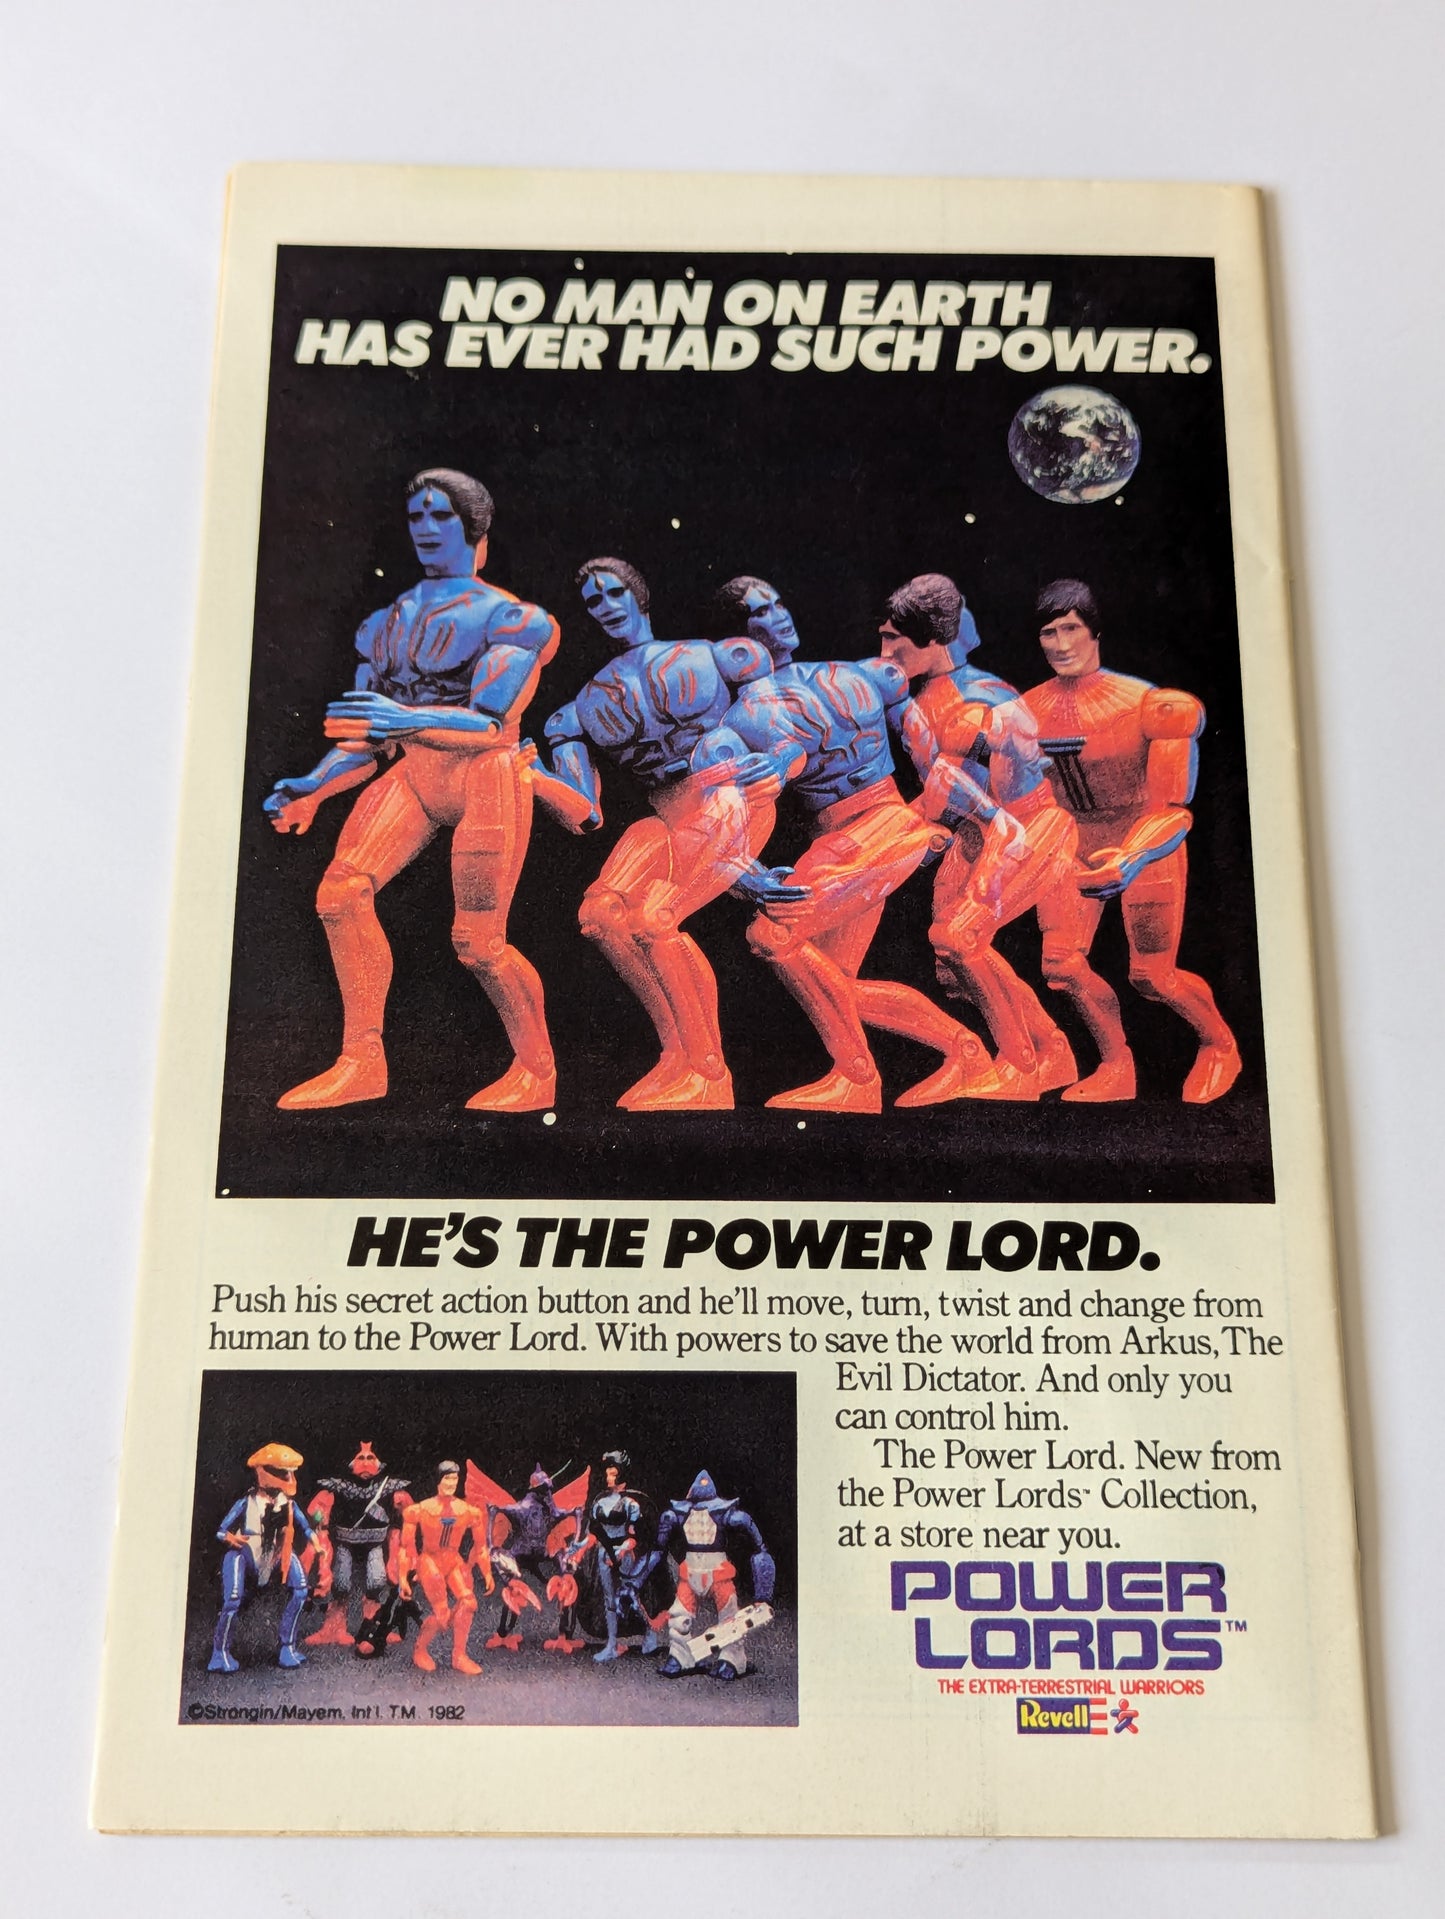 NO MAN ON EARTH
HAS EVER HAD SUCH POWER.
HE'S THE POWER LORD.
Push his secret action button and he'll move, turn, twist and change from
human to the Power Lord. With powers to save the world from Arkus, The
Evil Dictator. And only you
can control him.
The Power Lord. New from
the Power Lords™ Collection,
at a store near you.
POWER
LORDS™
THE EXTRA-TERRESTRIAL WARRIORS
Revell
©Strongin/Mayem, Int'l. T.M. 1982